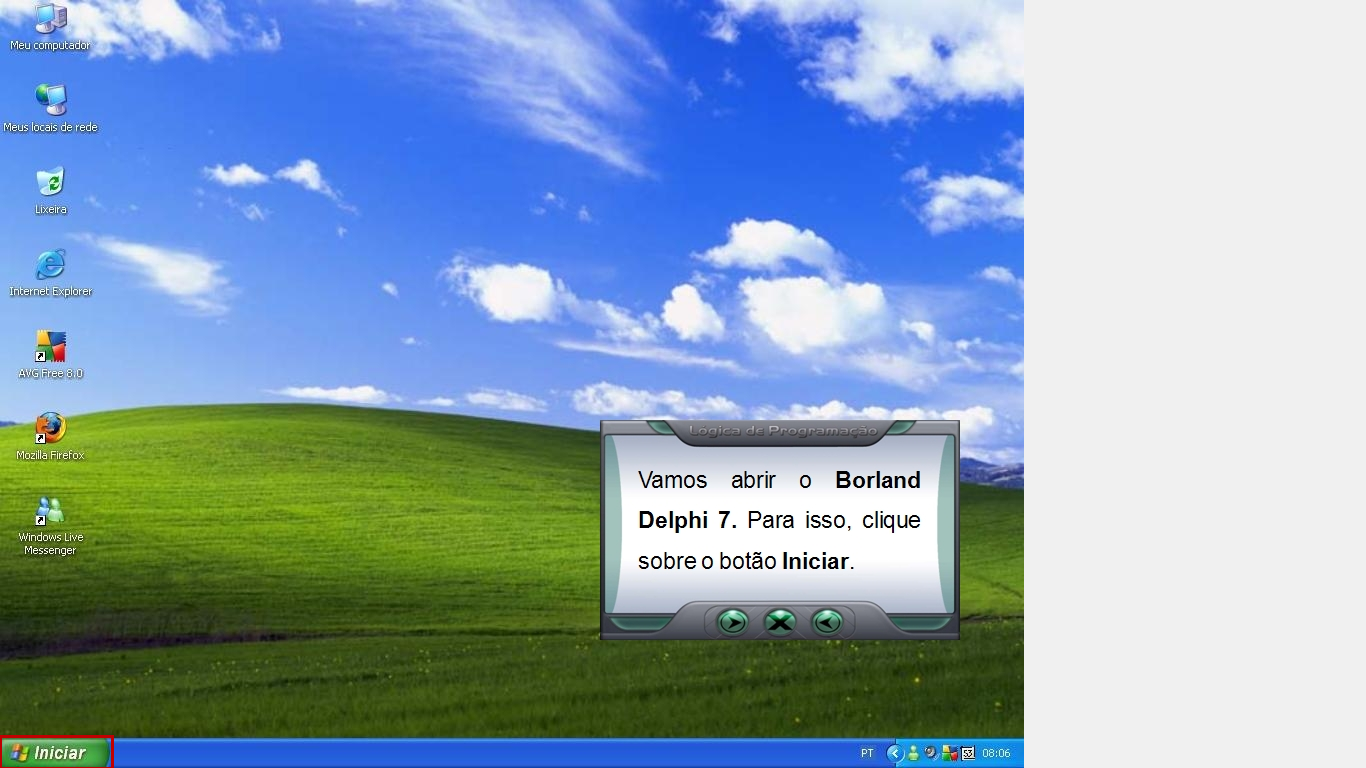 Meu computador
Meus locais de rede
Lixeira
Internet Explorer
AVG Free 8.0
Mozilla Firefox
Windows Live
Messenger
Lógica de Programação
Vamos abrir o Borland
Delphi 7. Para isso, clique
sobre o botão Iniciar.
Iniciar
PT
08:06